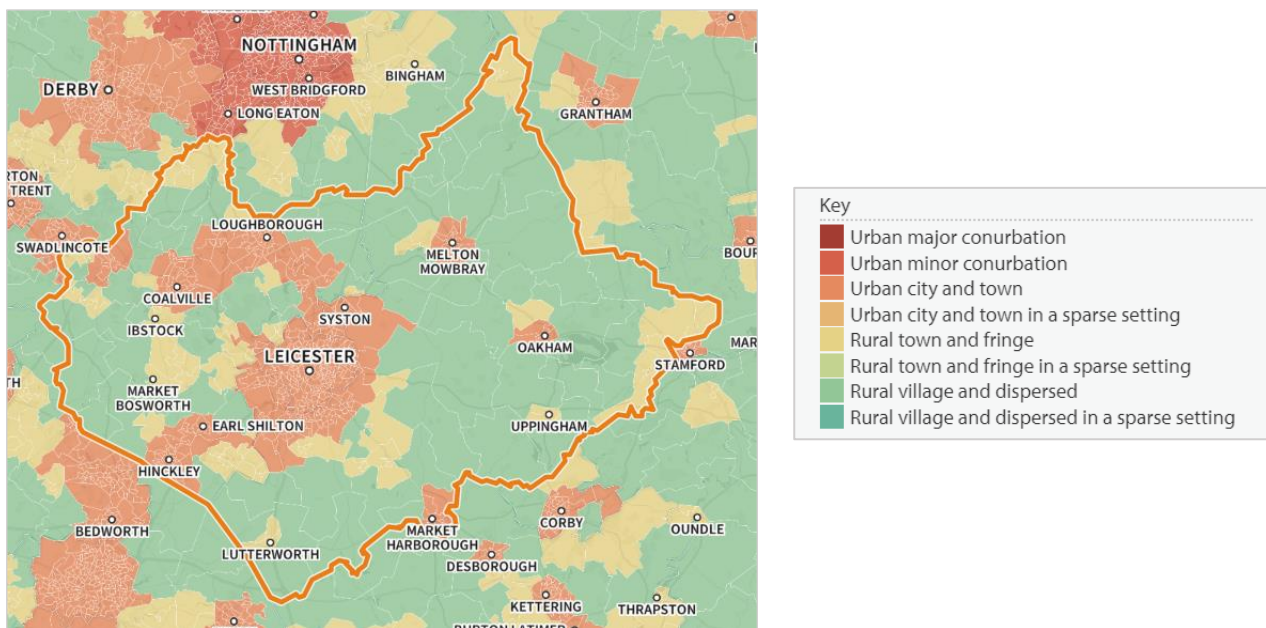 NOTTINGHAM
BINGHAM
DERBY
WEST BRIDGFORD
LONG EATON
GRANTHAM
RTON
TRENT
LOUGHBOROUGH
SWADLINCOTE
MELTON
MOWBRAY
BOUR
COALVILLE
IBSTOCK
SYSTON
OAKHAM
MAR
LEICESTER
STAMFORD
TH
MARKET
BOSWORTH
UPPINGHAM
EARL SHILTON
HINCKLEY
BEDWORTH
MARKET
HARBOROUGH
CORBY
OUNDLE
LUTTERWORTH
DESBOROUGH
KETTERING
THRAPSTON
BURTON LATIMER
Key
Urban major conurbation
Urban minor conurbation
Urban city and town
Urban city and town in a sparse setting
Rural town and fringe
Rural town and fringe in a sparse setting
Rural village and dispersed
Rural village and dispersed in a sparse setting